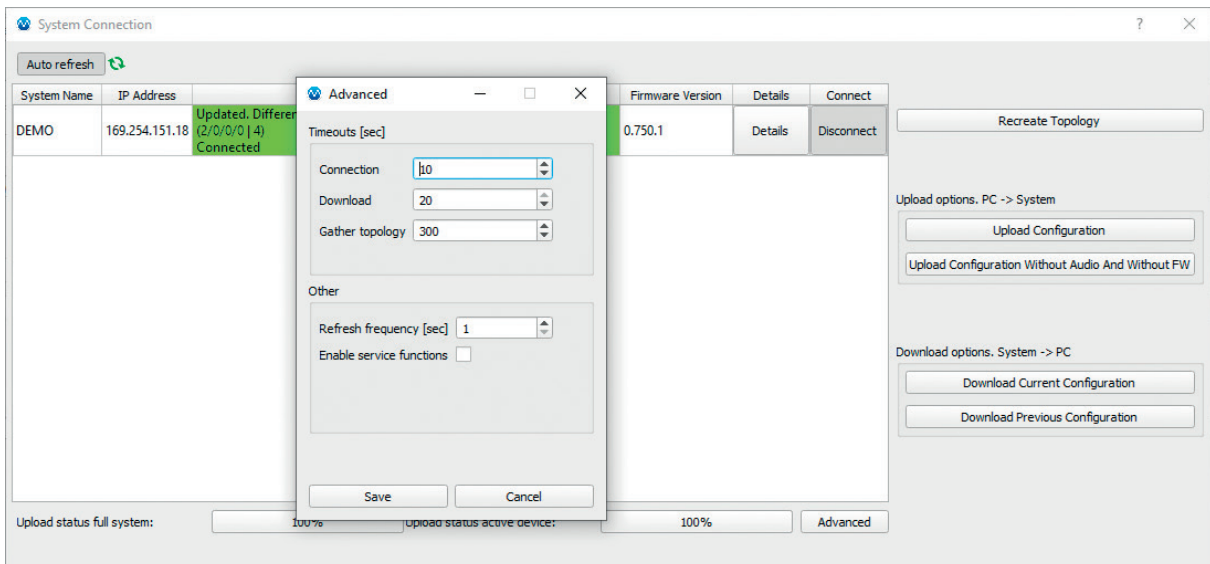 System Connection
?
Auto refresh
System Name IP Address Firmware Version Details Connect
DEMO 169.254.151.18 0.750.1 Details Disconnect
Updated.
(2/0/0/0 | 4)
Connected
Advanced
Timeouts [sec]
Connection 10
Download 20
Gather topology 300
Other
Refresh frequency [sec] 1
Enable service functions
Save Cancel
Recreate Topology
Upload options. PC -> System
Upload Configuration
Upload Configuration Without Audio And Without FW
Download options. System -> PC
Download Current Configuration
Download Previous Configuration
Upload status full system: 100% Upload status active device: 100% Advanced